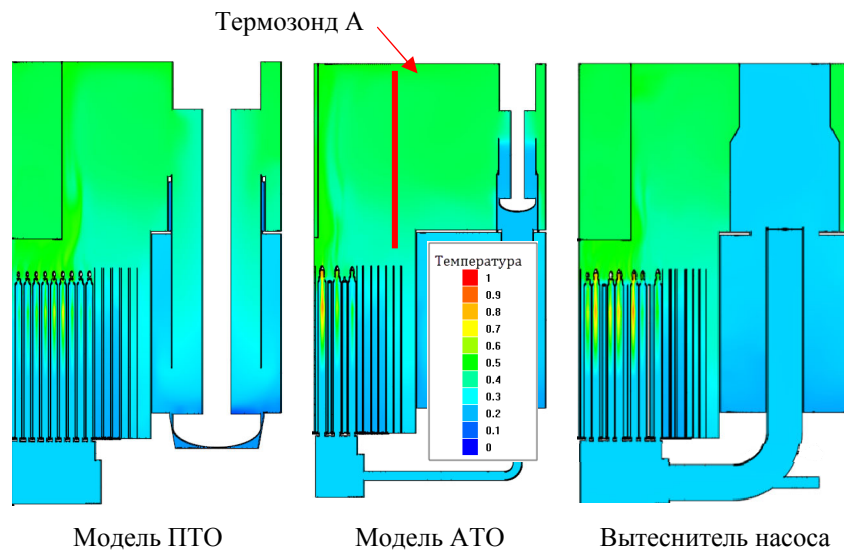 Термозонд А
Температура
1
0.9
0.8
0.7
0.6
0.5
0.4
0.3
0.2
0.1
0
Модель ПТО
Модель АТО
Вытеснитель насоса